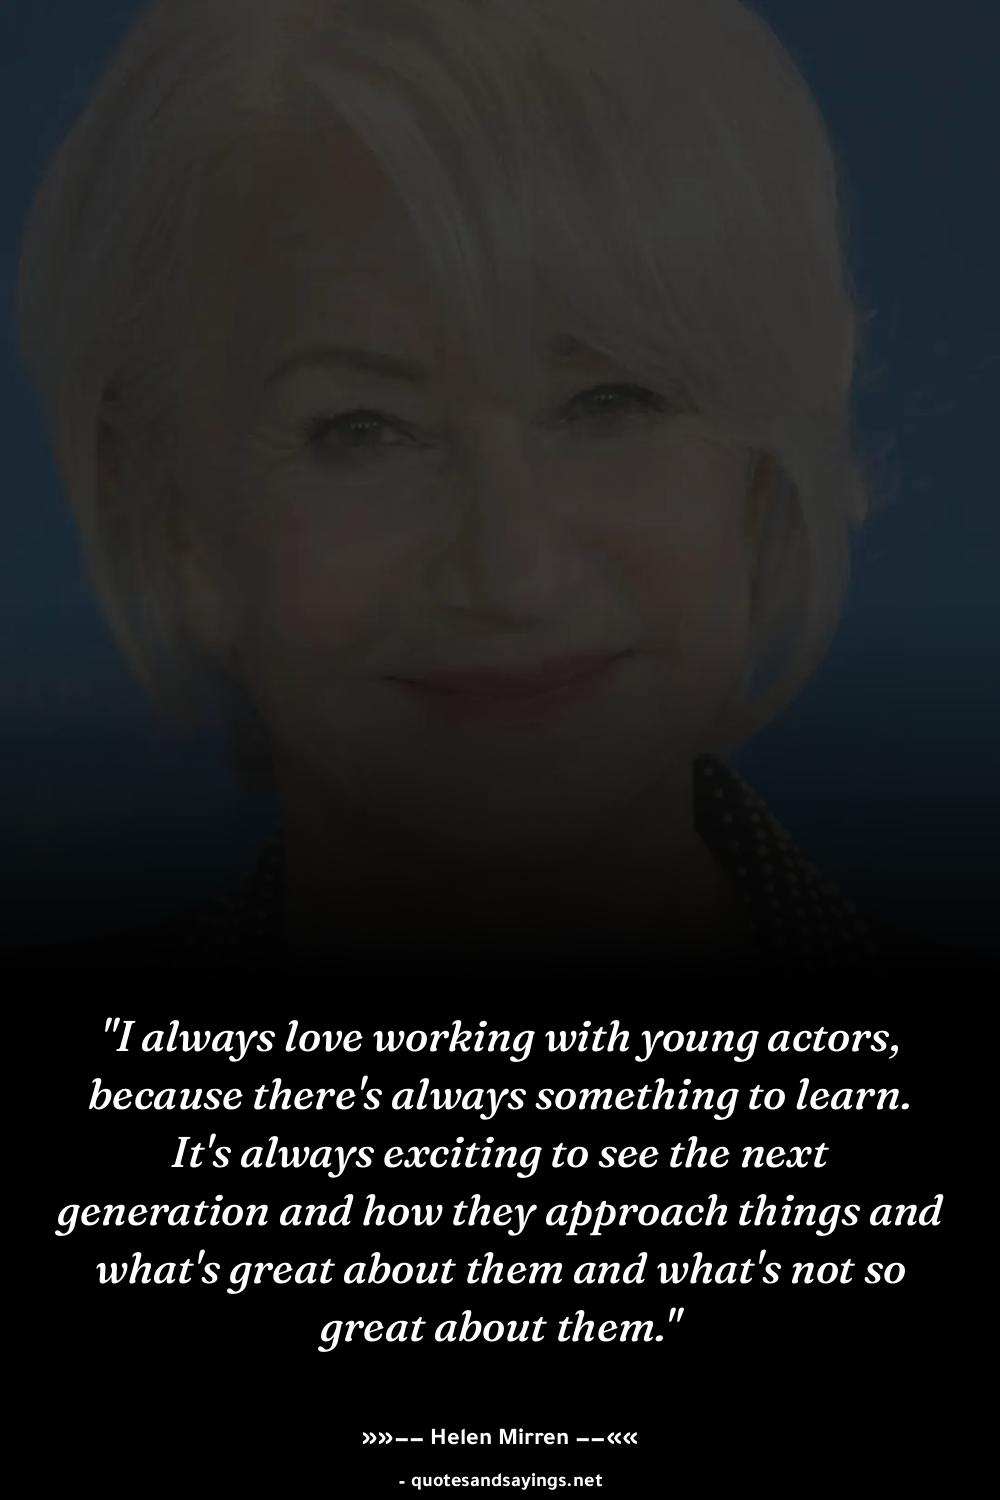 "I always love working with young actors,
because there's always something to learn.
It's always exciting to see the next
generation and how they approach things and
what's great about them and what's not so
great about them."
»»−− Helen Mirren −−««
- quotesandsayings.net